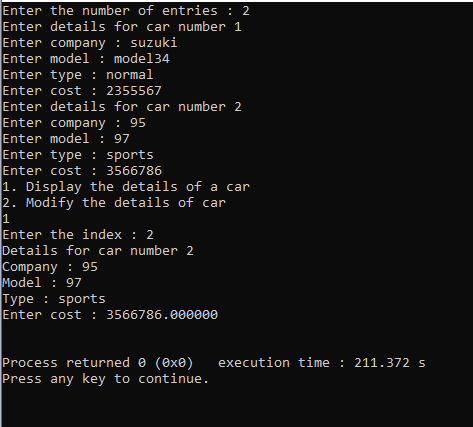 Enter the number of entries : 2
Enter details for car number 1
Enter company : suzuki
Enter model : model34
Enter type : normal
Enter cost : 2355567
Enter details for car number 2
Enter company : 95
Enter model : 97
Enter type : sports
Enter cost : 3566786
1. Display the details of a car
2. Modify the details of car
1
Enter the index : 2
Details for car number 2
Company : 95
Model : 97
Type : sports
Enter cost : 3566786.000000
Process returned 0 (0x0)   execution time : 211.372 s
Press any key to continue.